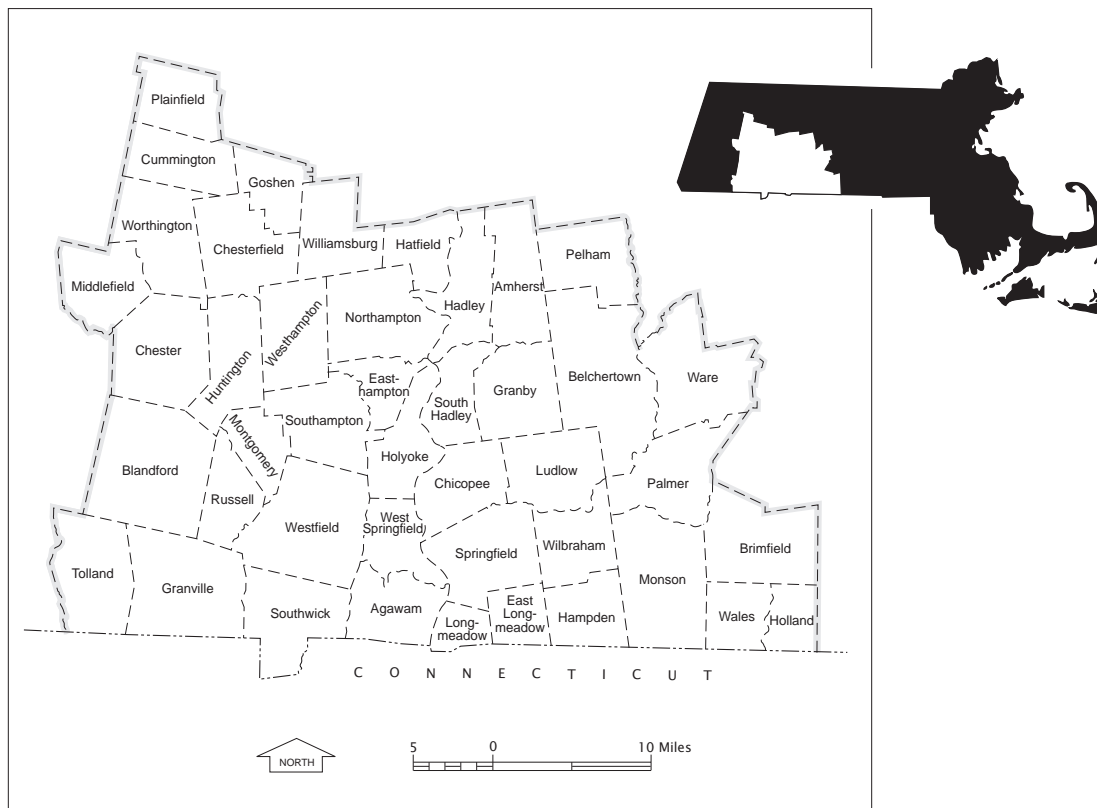 Plainfield
Cummington
Goshen
Worthington
Chesterfield
Williamsburg
Hatfield
Pelham
Middlefield
Amherst
Hadley
Northampton
Westhampton
Chester
Huntington
East-
hampton
Belchertown
Ware
Granby
South
Hadley
Southampton
Montgomery
Holyoke
Blandford
Ludlow
Chicopee
Palmer
Russell
Westfield
West
Springfield
Springfield
Wilbraham
Brimfield
Tolland
Granville
Monson
Southwick
Agawam
East
Long-
meadow
Long-
meadow
Hampden
Wales
Holland
CONNECTICUT
NORTH
5 0 10 Miles